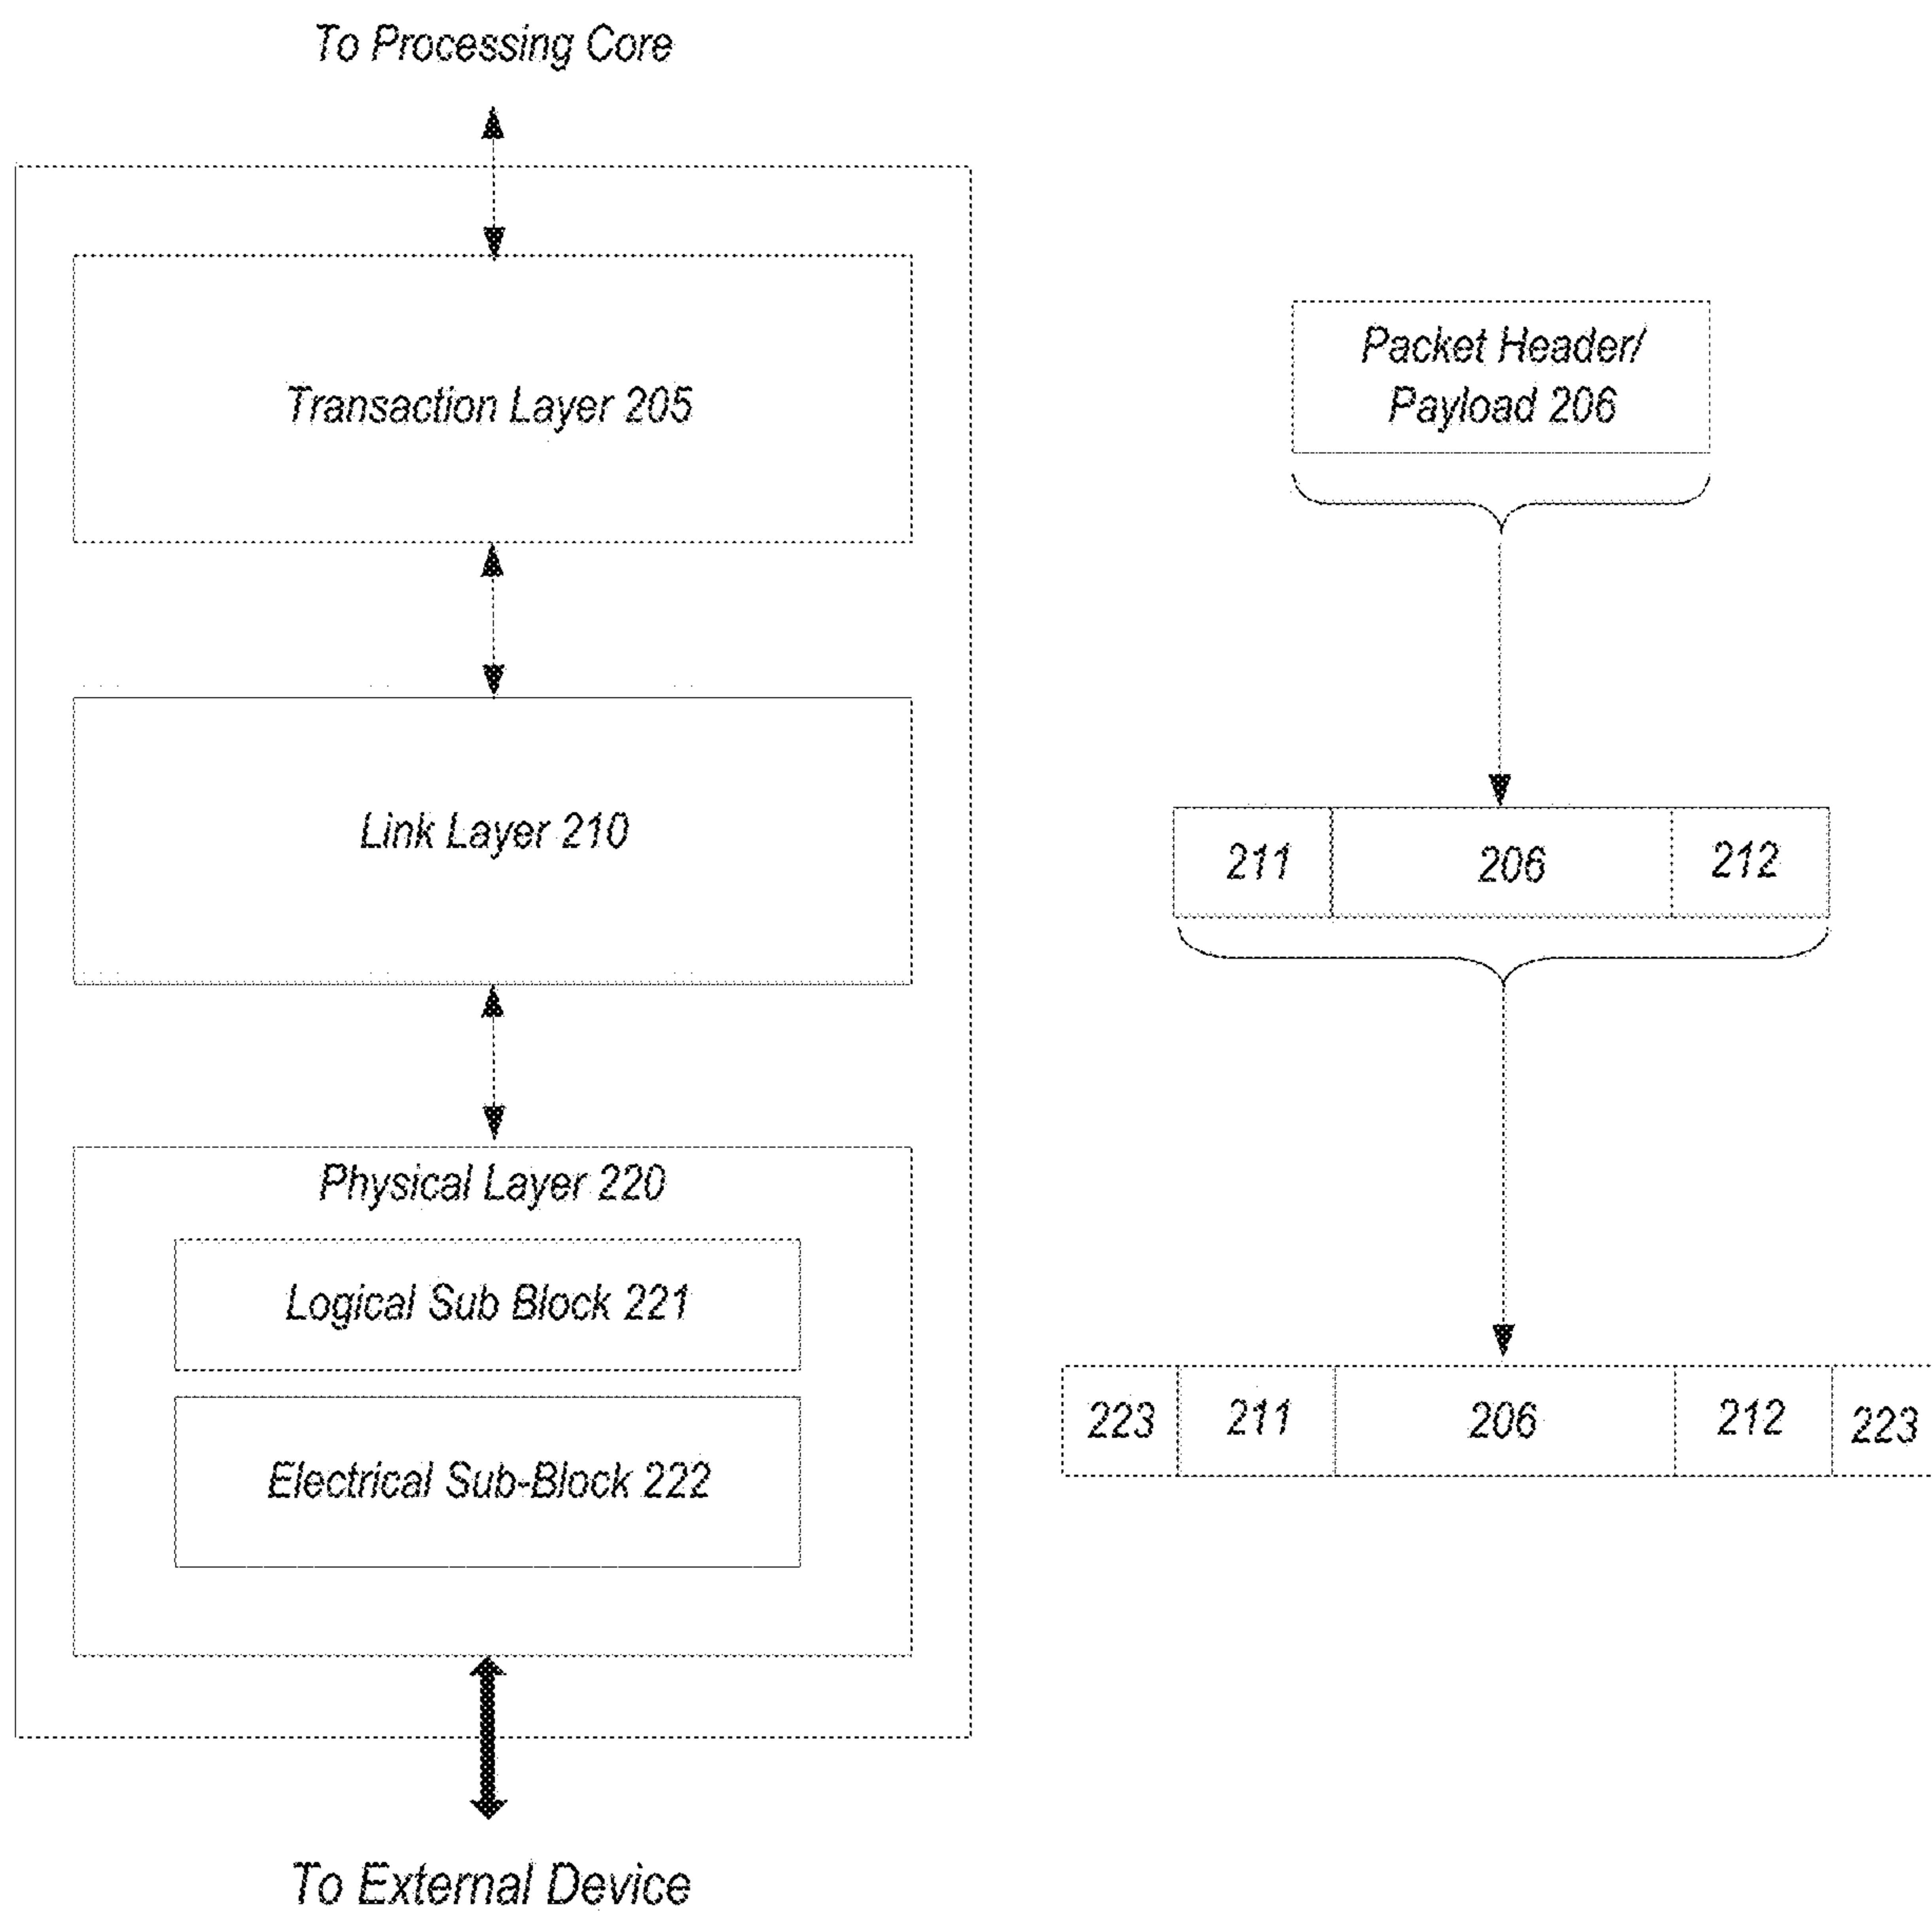 To Processing Core
Transaction Layer 205
Packet Header/
Payload 206
Link Layer 210
211 206 212
Physical Layer 220
Logical Sub Block 221
Electrical Sub-Block 222
223 211 206 212 223
To External Device